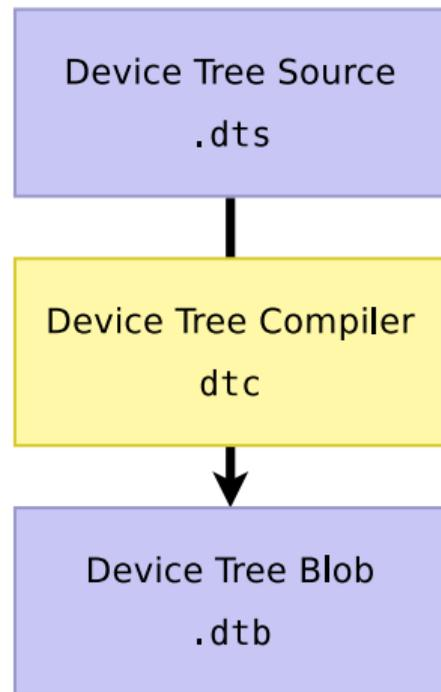 Device Tree Source
.dts
Device Tree Compiler
dtc
Device Tree Blob
.dtb